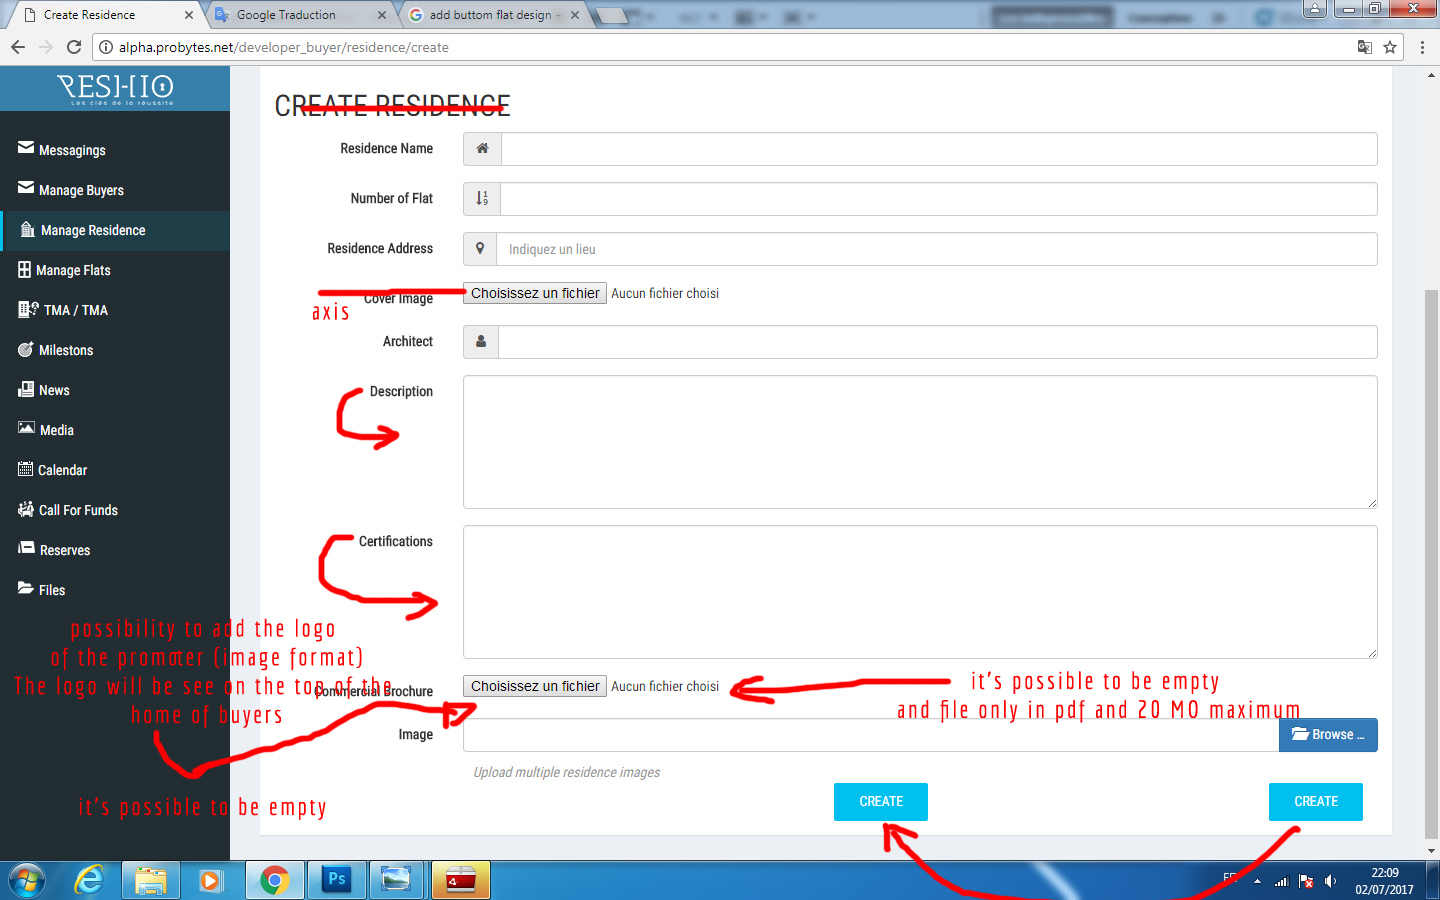 Create Residence
Google Traduction
add buttom flat design -
alpha.probytes.net/developer_buyer/residence/create
RESHIO
Les clés de la réussite
Messagings
Manage Buyers
Manage Residence
Manage Flats
TMA / TMA
Milestons
News
Media
Calendar
Call For Funds
Reserves
Files
CREATE RESIDENCE
Residence Name
Number of Flat
Residence Address
Indiquez un lieu
Cover Image
Choisissez un fichier
Aucun fichier choisi
axis
Architect
Description
Certifications
possibility to add the logo
of the promoter (image format)
The logo will be see on the top of the
home of buyers
it's possible to be empty
Commercial Brochure
Choisissez un fichier
Aucun fichier choisi
it's possible to be empty
and file only in pdf and 20 MO maximum
Image
Browse ...
Upload multiple residence images
CREATE
CREATE
Ps
FR
22:09
02/07/2017